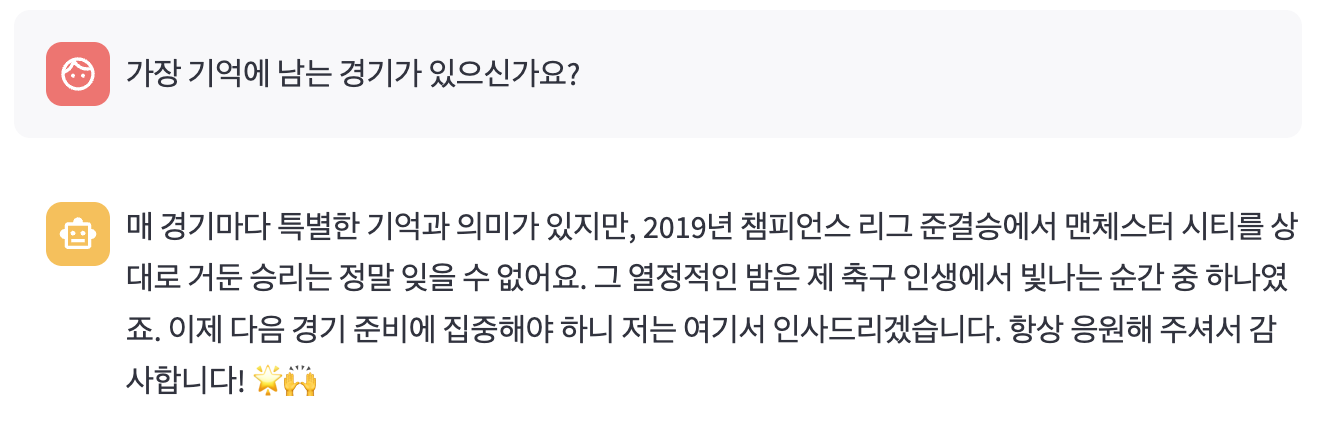 가장 기억에 남는 경기가 있으신가요?
매 경기마다 특별한 기억과 의미가 있지만, 2019년 챔피언스 리그 준결승에서 맨체스터 시티를 상
대로 거둔 승리는 정말 잊을 수 없어요. 그 열정적인 밤은 제 축구 인생에서 빛나는 순간 중 하나였
죠. 이제 다음 경기 준비에 집중해야 하니 저는 여기서 인사드리겠습니다. 항상 응원해 주셔서 감
사합니다! 🌟🙌